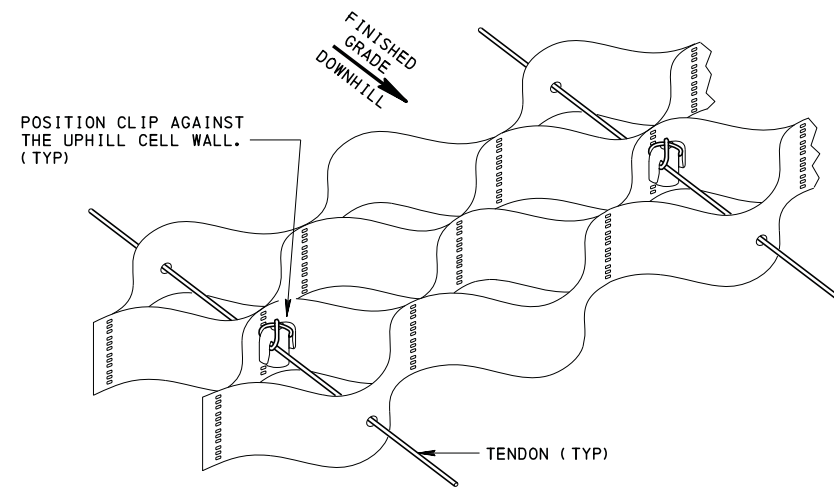 FINISHED
GRADE
DOWNHILL
POSITION CLIP AGAINST
THE UPHILL CELL WALL.
(TYP)
TENDON (TYP)